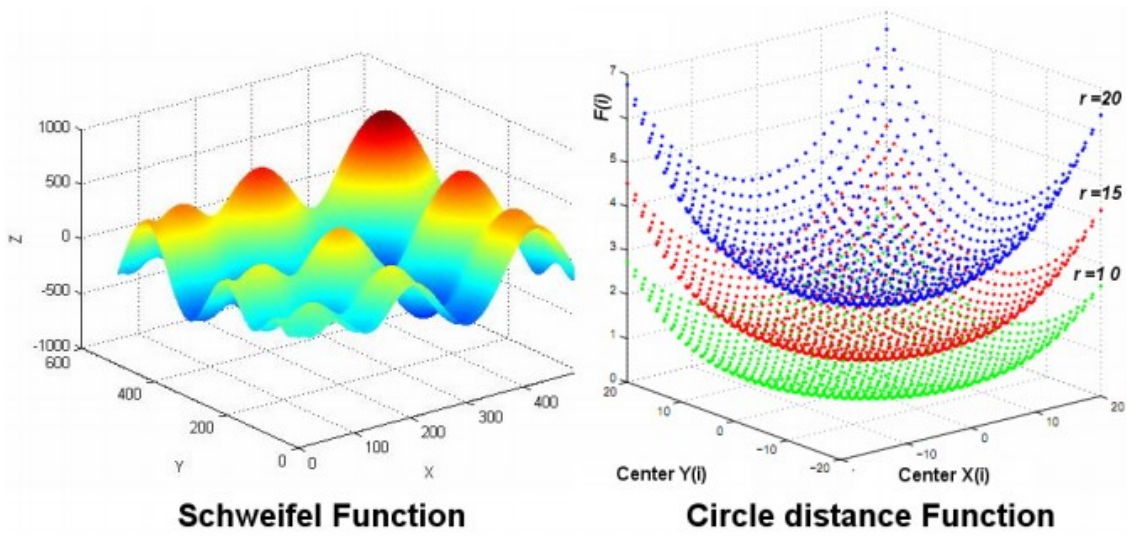 1000
500
0
-500
-1000
Z
600
400
200
0
Y
0
100
200
300
400
X
Schweifel Function
7
6
5
4
3
2
1
0
F(i)
r =20
r =15
r =1 0
10
0
-10
-20
Center Y(i)
-10
0
10
20
Center X(i)
Circle distance Function